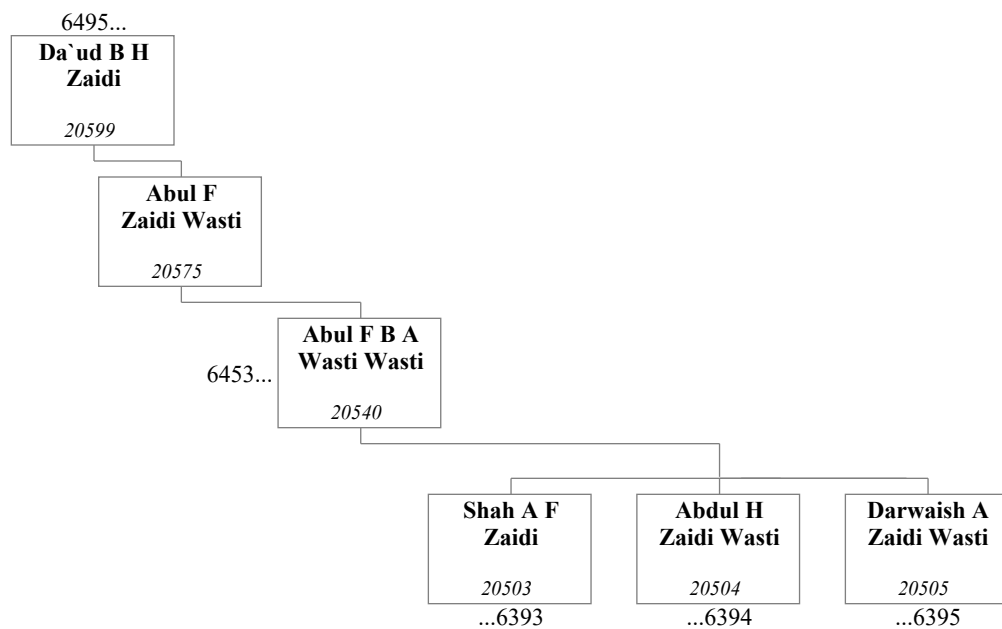 6495...
Da`ud B H
Zaidi
20599
Abul F
Zaidi Wasti
20575
Abul F B A
Wasti Wasti
6453...
20540
Shah A F
Zaidi
20503
...6393
Abdul H
Zaidi Wasti
20504
...6394
Darwaish A
Zaidi Wasti
20505
...6395